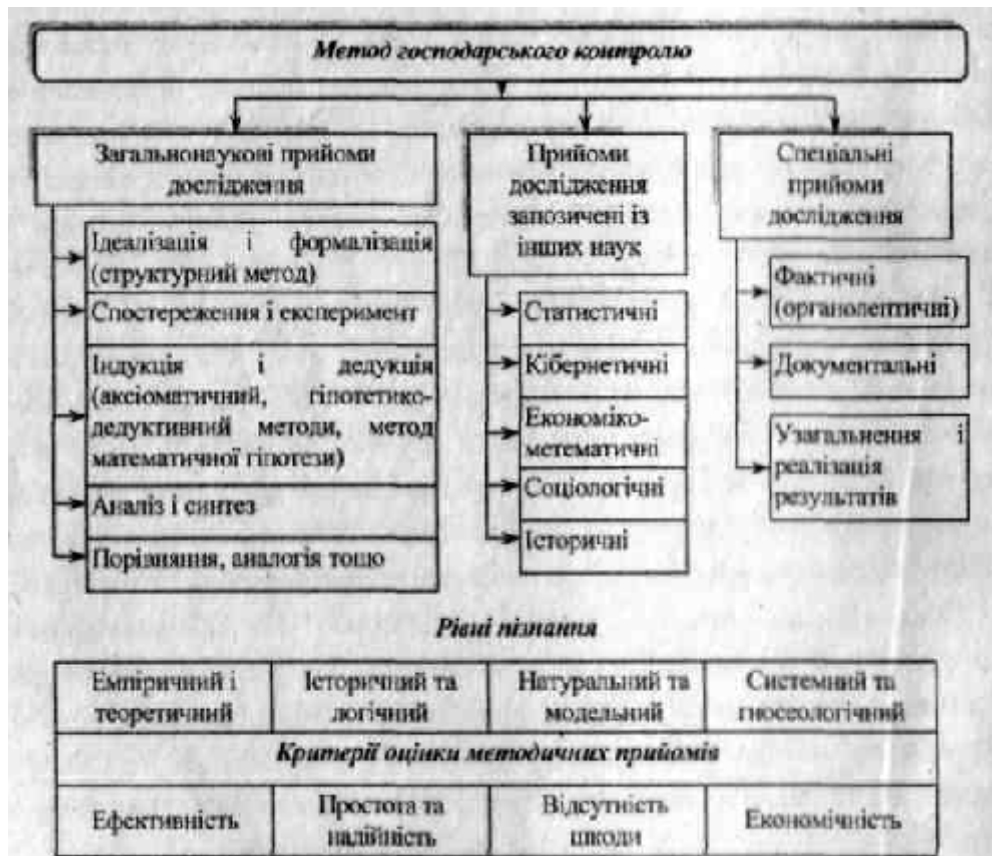 Метод господарського контролю
Загальнонаукові прийоми
дослідження
Ідеалізація і формалізація
(структурний метод)
Спостереження і експеримент
Індукція і дедукція
(аксіоматичний, гіпотетико-
дедуктивний методи, метод
математичної гіпотези)
Аналіз і синтез
Порівняння, аналогія тощо
Прийоми
дослідження
запозичені із
інших наук
Статистичні
Кібернетичні
Економіко-
метематичні
Соціологічні
Історичні
Спеціальні
прийоми
дослідження
Фактичні
(органолептичні)
Документальні
Узагальнення і
реалізація
результатів
Рівні пізнання
Емпіричний і
теоретичний
Історичний та
логічний
Натуральний та
модельний
Системний та
гносеологічний
Критерії оцінки методичних прийомів
Ефективність
Простота та
надійність
Відсутність
шкоди
Економічність